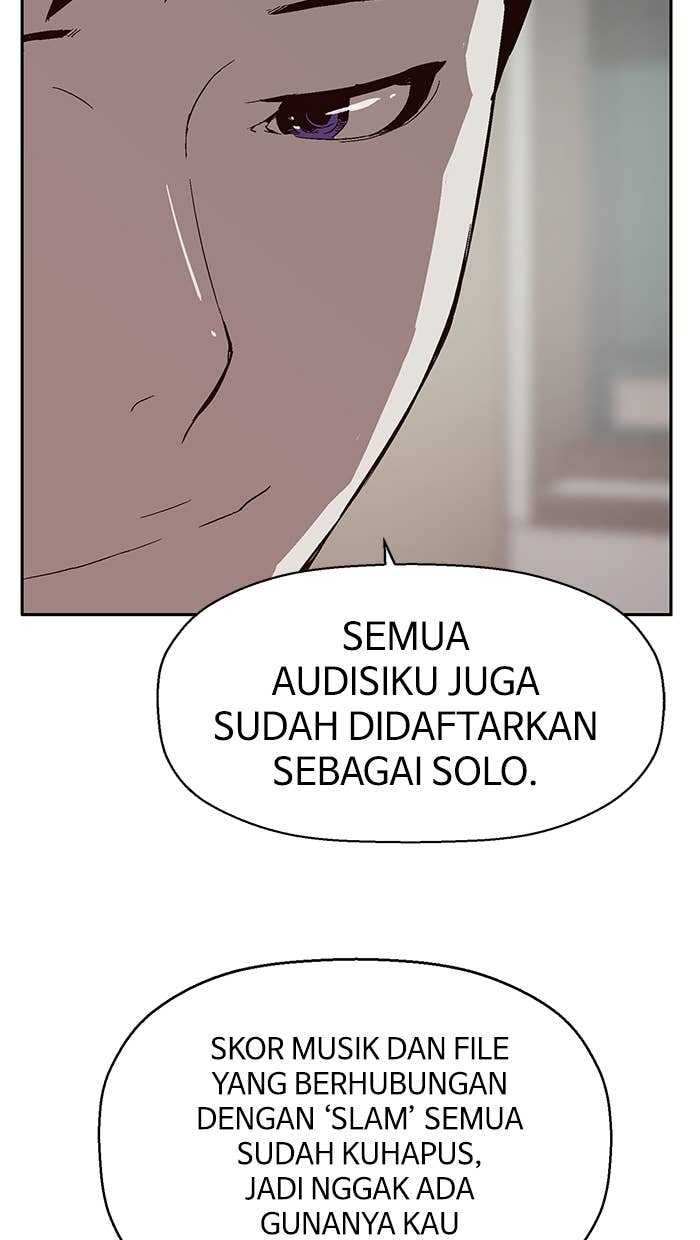 SEMUA
AUDISIKU JUGA
SUDAH DIDAFTARKAN
SEBAGAI SOLO.
SKOR MUSIK DAN FILE
YANG BERHUBUNGAN
DENGAN ‘SLAM’ SEMUA
SUDAH KUHAPUS,
JADI NGGAK ADA
GUNANYA KAU